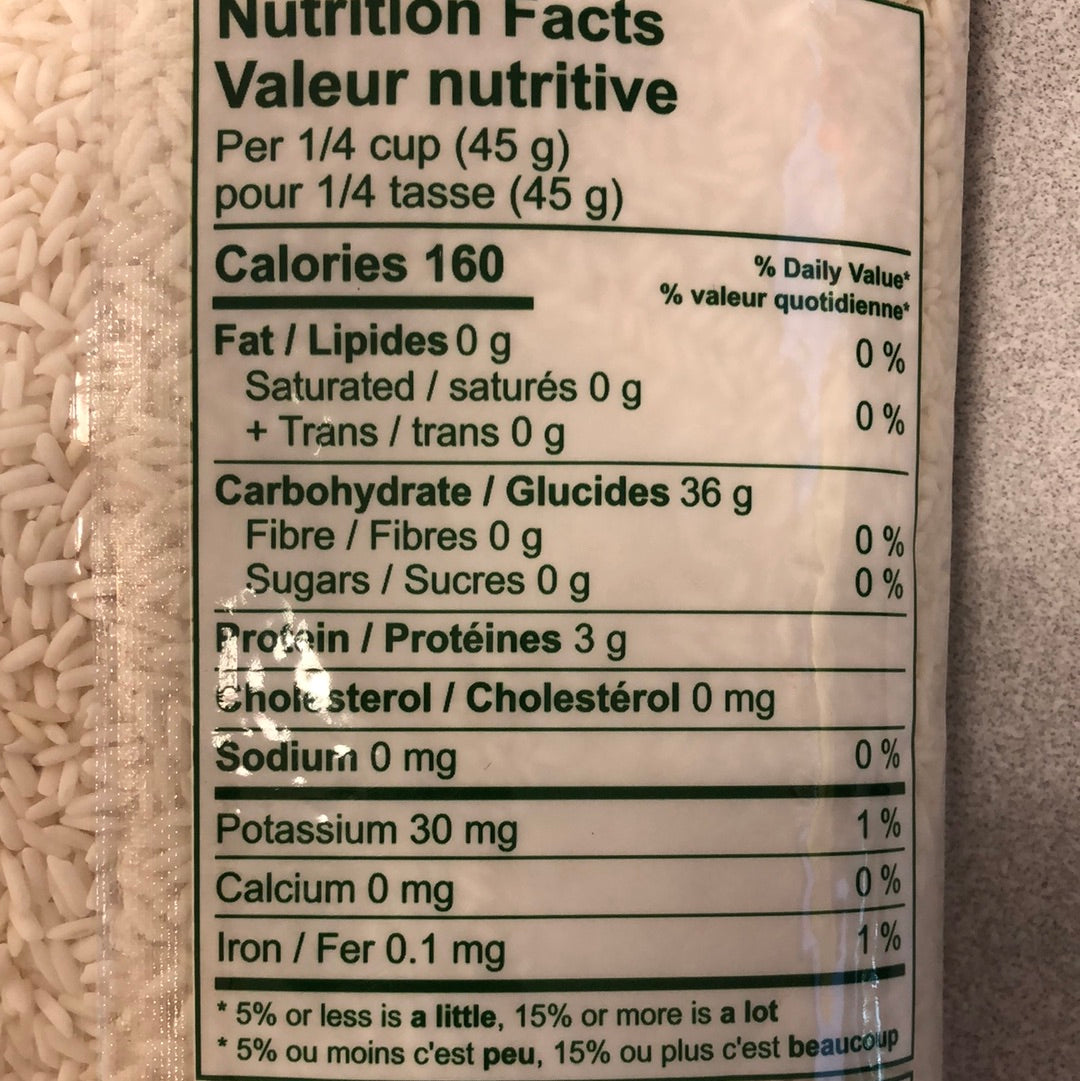 Nutrition Facts
Valeur nutritive
Per 1/4 cup (45 g)
pour 1/4 tasse (45 g)
Calories 160
% Daily Value*
% valeur quotidienne*
Fat / Lipides 0 g 0 %
Saturated / saturés 0 g
+ Trans / trans 0 g 0 %
Carbohydrate / Glucides 36 g
Fibre / Fibres 0 g 0 %
Sugars / Sucres 0 g 0 %
Protein / Protéines 3 g
Cholesterol / Cholestérol 0 mg
Sodium 0 mg 0 %
Potassium 30 mg 1 %
Calcium 0 mg 0 %
Iron / Fer 0.1 mg 1 %
* 5% or less is a little, 15% or more is a lot
* 5% ou moins c'est peu, 15% ou plus c'est beaucoup